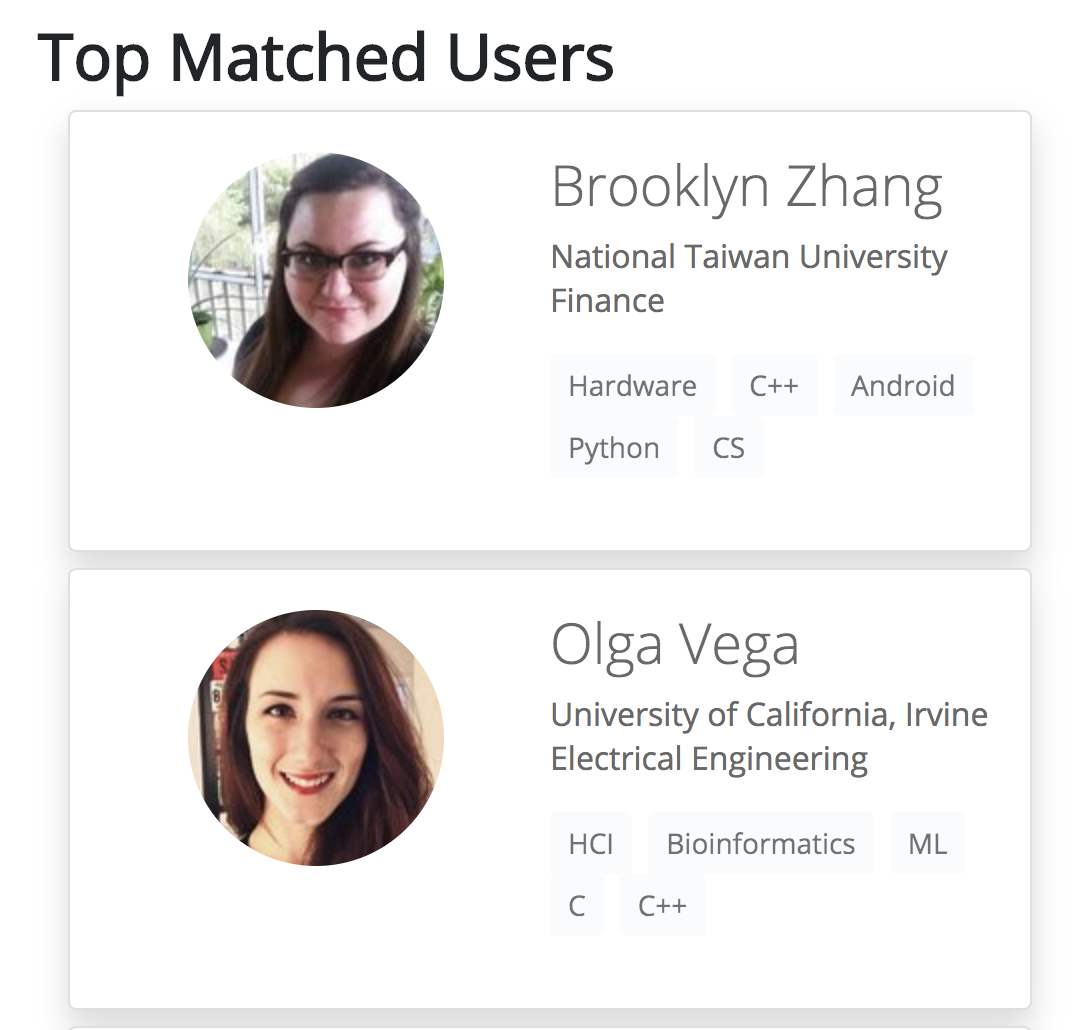 Top Matched Users
Brooklyn Zhang
National Taiwan University
Finance
Hardware C++ Android
Python CS
Olga Vega
University of California, Irvine
Electrical Engineering
HCI Bioinformatics ML
C C++